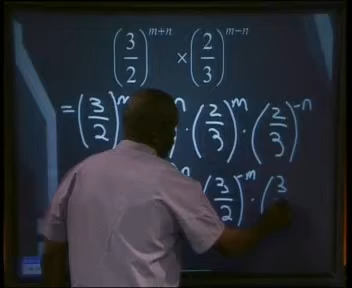 (3/2)^{m+n} × (2/3)^{m-n}
= (3/2)^m ^n · (2/3)^m · (2/3)^{-n}
^n (3/2)^{-m} · (3